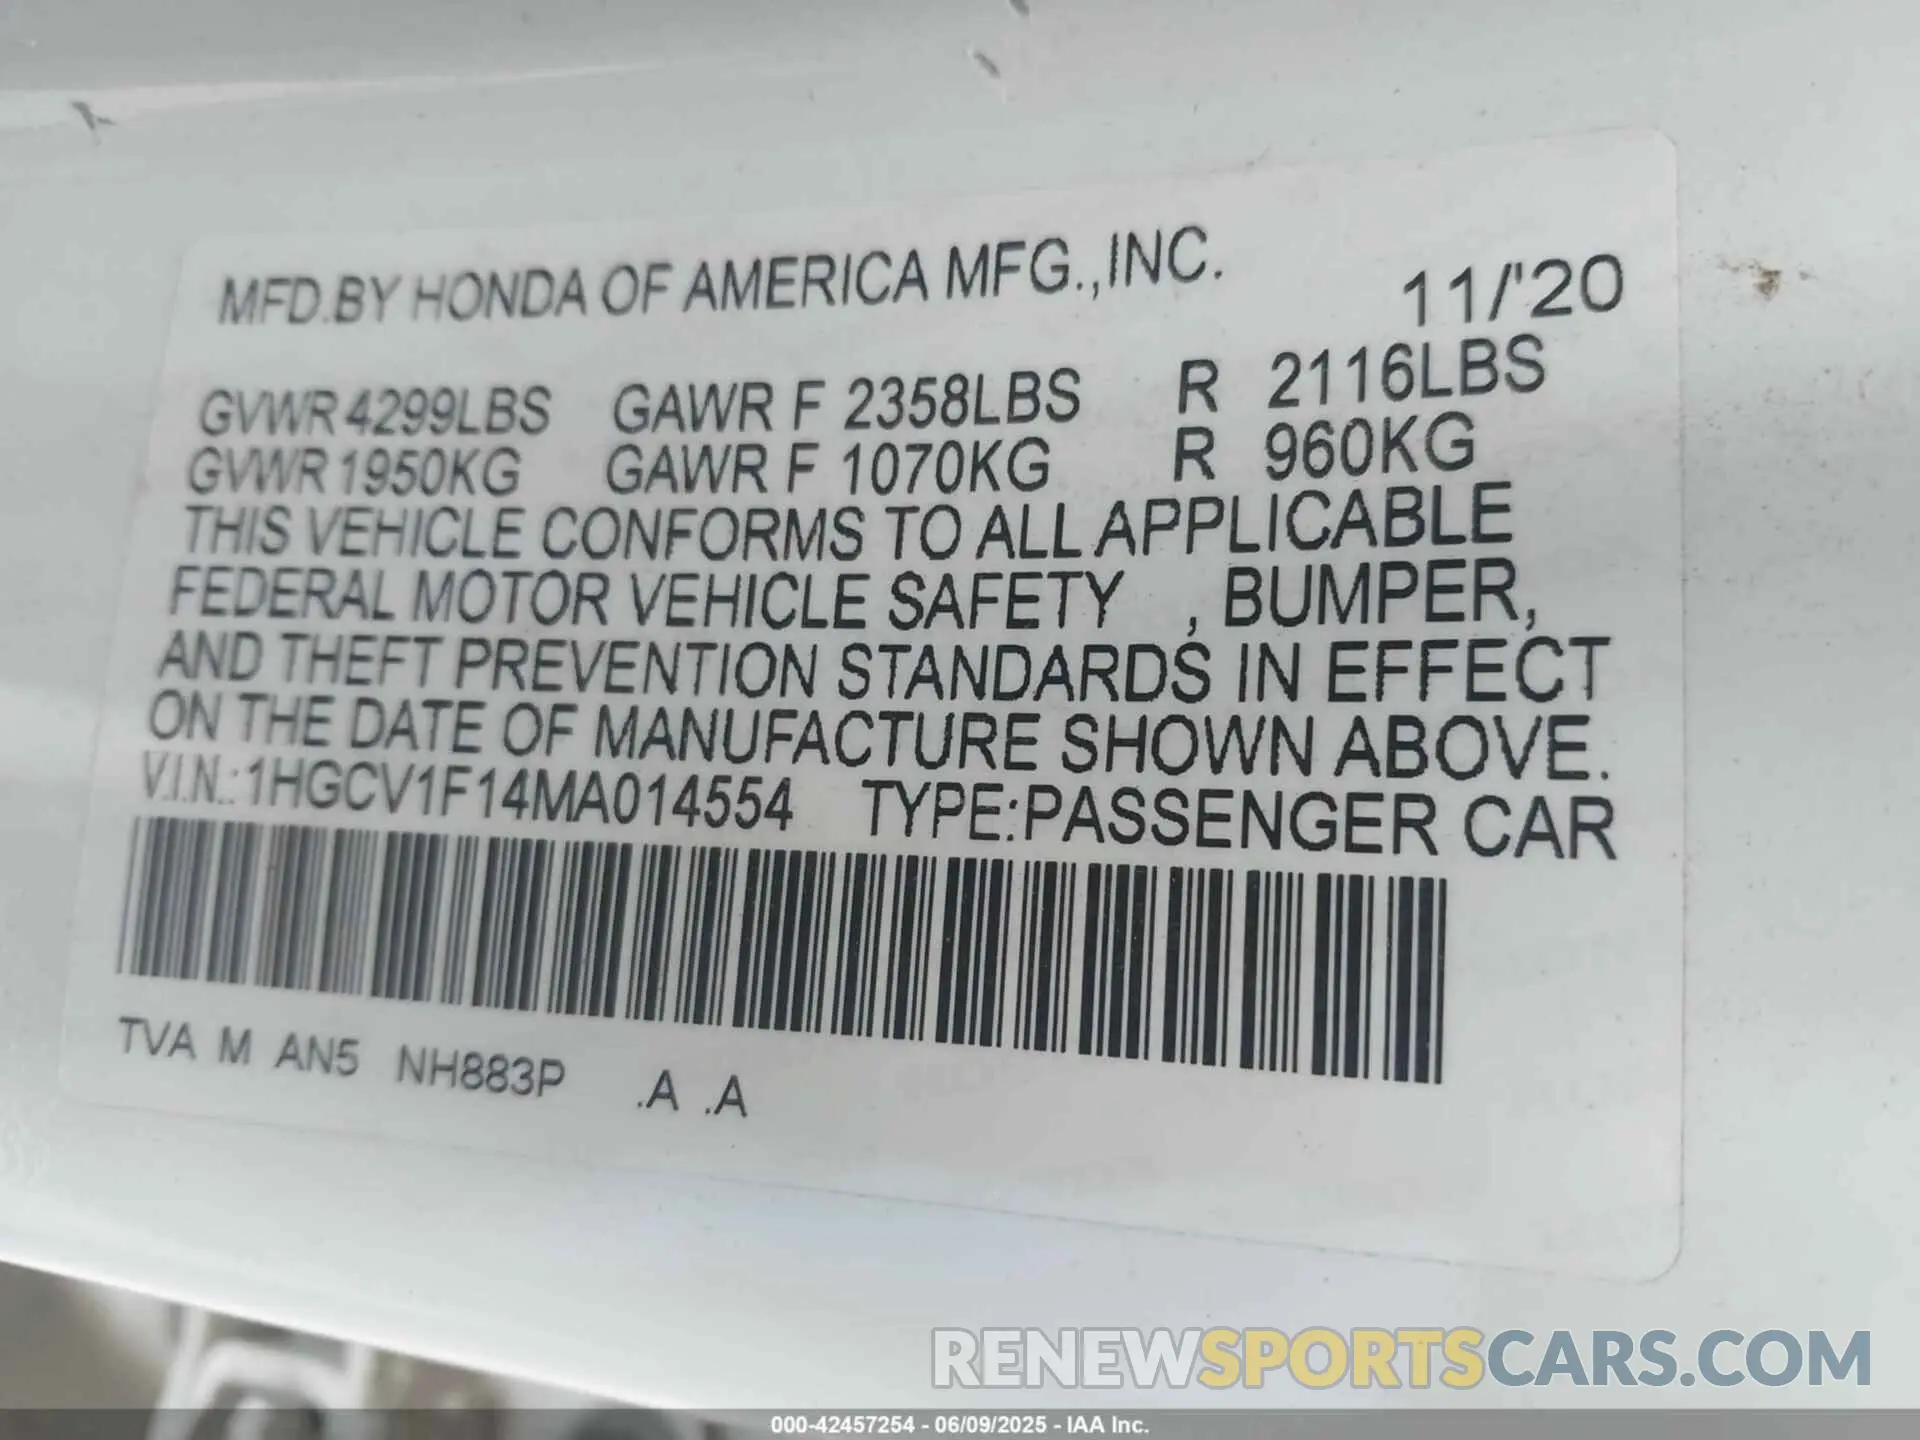 MFD.BY HONDA OF AMERICA MFG.,INC. 11/'20
GVWR 4299LBS GAWR F 2358LBS R 2116LBS
GVWR 1950KG GAWR F 1070KG R 960KG
THIS VEHICLE CONFORMS TO ALL APPLICABLE
FEDERAL MOTOR VEHICLE SAFETY , BUMPER,
AND THEFT PREVENTION STANDARDS IN EFFECT
ON THE DATE OF MANUFACTURE SHOWN ABOVE.
V.I.N.:1HGCV1F14MA014554 TYPE:PASSENGER CAR
TVA M AN5 NH883P .A .A
RENEWSPORTSCARS.COM
000-42457254 - 06/09/2025 - IAA Inc.